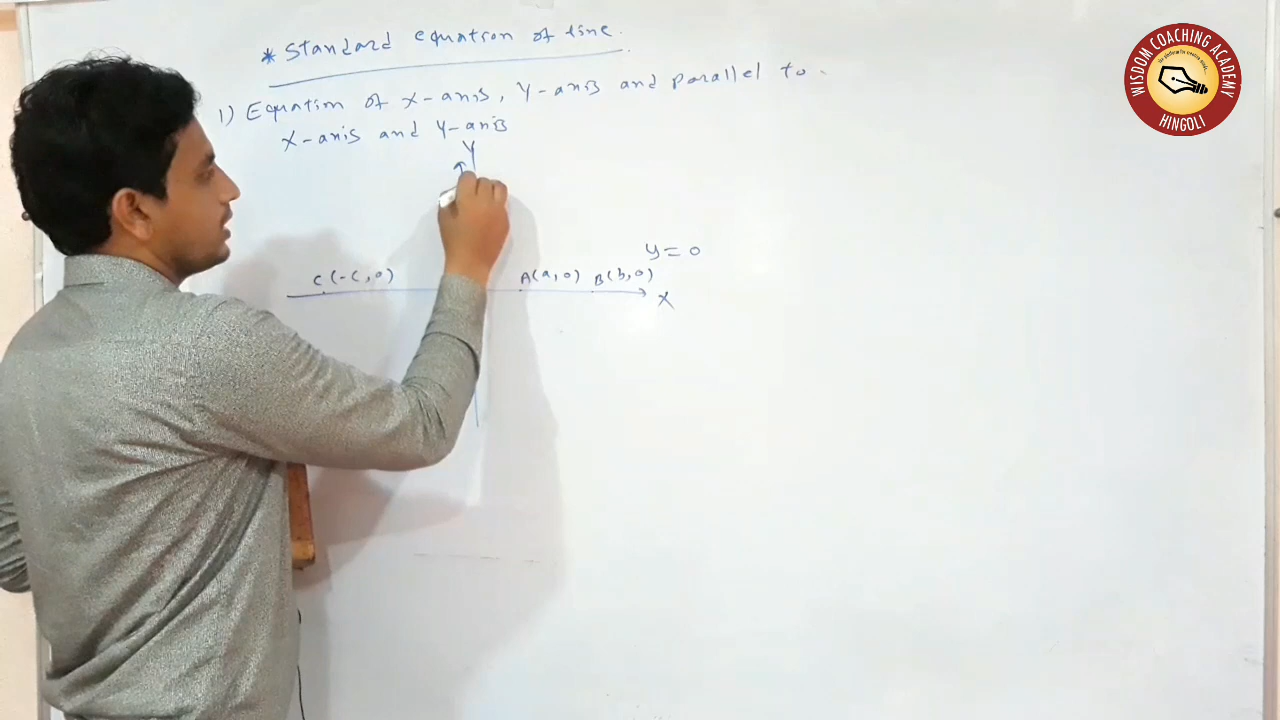 * Standard equation of line.
1) Equation of X-axis, Y-axis and parallel to
X-axis and Y-axis
Y
y = 0
C(-c,0) A(a,0) B(b,0)
X
WISDOM COACHING ACADEMY
HINGOLI